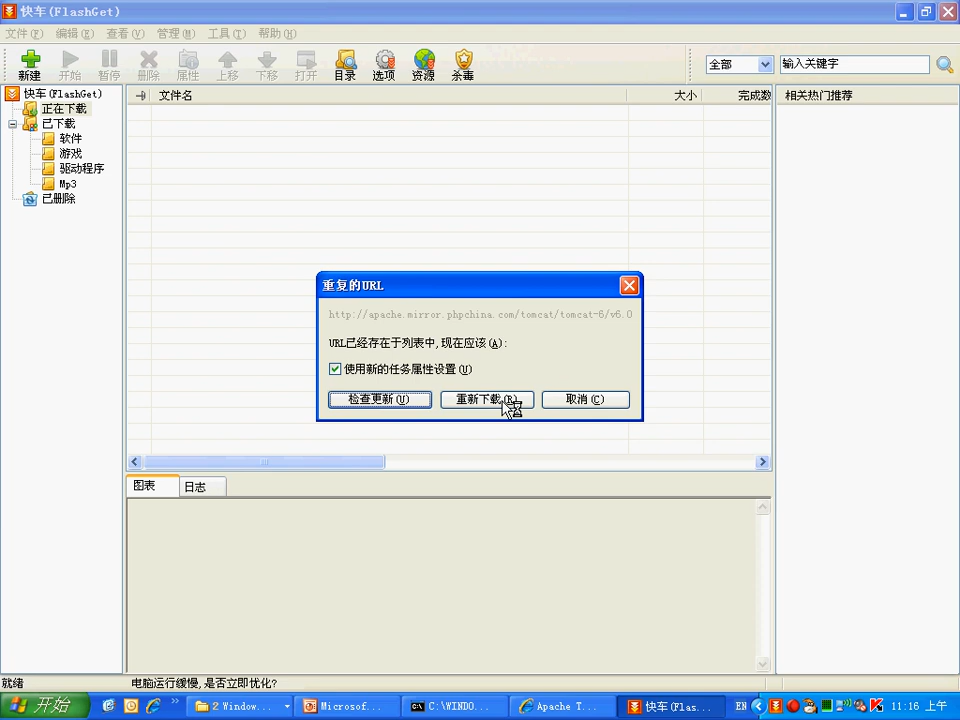 快车(FlashGet)
文件(F) 编辑(E) 查看(V) 管理(M) 工具(T) 帮助(H)
新建 开始 暂停 删除 属性 上移 下移 打开 目录 选项 资源 杀毒 全部 输入关键字
快车(FlashGet)
正在下载
已下载
软件
游戏
驱动程序
Mp3
已删除
文件名 大小 完成数 相关热门推荐
重复的URL
http://apache.mirror.phpchina.com/tomcat/tomcat-6/v6.0
URL已经存在于列表中,现在应该(A):
使用新的任务属性设置(U)
检查更新(U) 重新下载(R) 取消(C)
图表 日志
就绪 电脑运行缓慢,是否立即优化?
开始 2 Window... Microsof... C:\WINDO... Apache T... 快车(Flas... EN 11:16 上午